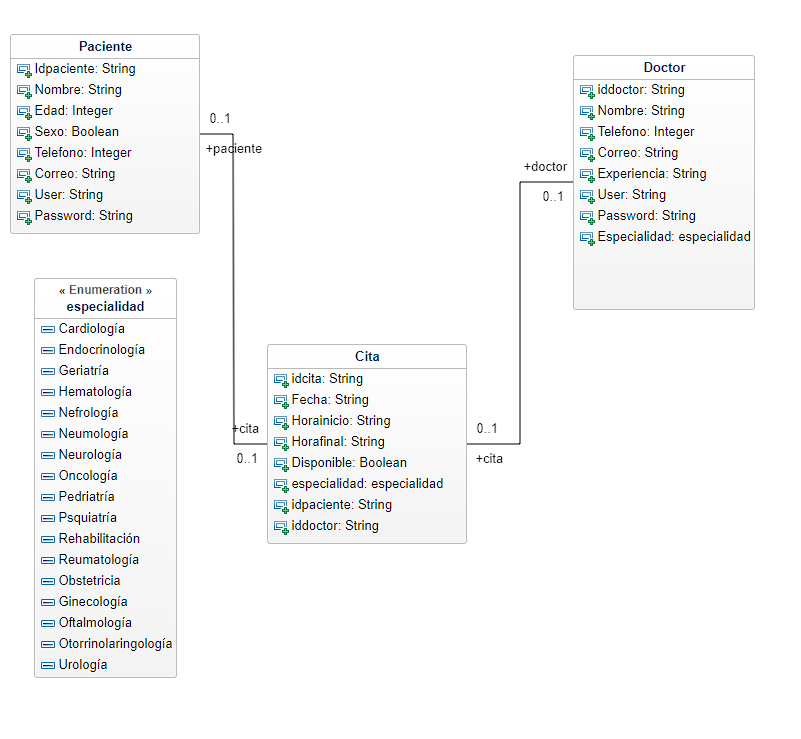 Paciente
Idpaciente: String
Nombre: String
Edad: Integer
Sexo: Boolean
Telefono: Integer
Correo: String
User: String
Password: String
0..1
+paciente
Doctor
iddoctor: String
Nombre: String
Telefono: Integer
Correo: String
Experiencia: String
User: String
Password: String
Especialidad: especialidad
+doctor
0..1
« Enumeration »
especialidad
Cardiología
Endocrinología
Geriatría
Hematología
Nefrología
Neumología
Neurología
Oncología
Pedriatría
Psquiatría
Rehabilitación
Reumatología
Obstetricia
Ginecología
Oftalmología
Otorrinolaringología
Urología
Cita
idcita: String
Fecha: String
Horainicio: String
Horafinal: String
Disponible: Boolean
especialidad: especialidad
idpaciente: String
iddoctor: String
+cita
0..1
0..1
+cita